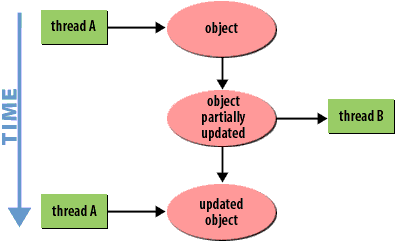 TIME
thread A
object
object
partially
updated
thread B
thread A
updated
object